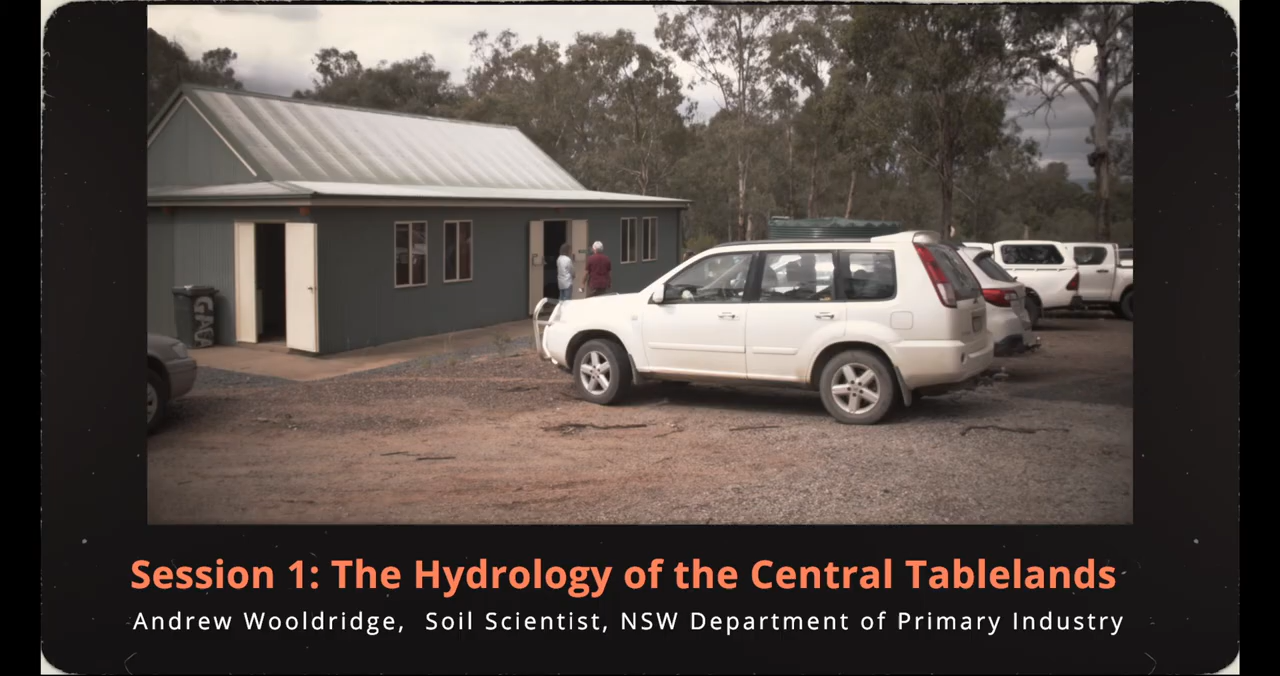 Session 1: The Hydrology of the Central Tablelands
Andrew Wooldridge, Soil Scientist, NSW Department of Primary Industry